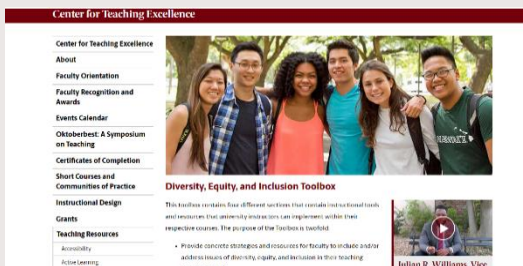 Center for Teaching Excellence
Center for Teaching Excellence
About
Faculty Orientation
Faculty Recognition and
Awards
Events Calendar
Oktoberbest: A Symposium
on Teaching
Certificates of Completion
Short Courses and
Communities of Practice
Instructional Design
Grants
Teaching Resources
Accessibility
Active Learning
Diversity, Equity, and Inclusion Toolbox
This toolbox contains four different sections that contain instructional tools
and resources that university instructors can implement within their
respective courses. The purpose of the Toolbox is twofold
• Provide concrete strategies and resources for faculty to include and/or
address issues of diversity, equity, and inclusion in their teaching
Julian R. Williams, Vice